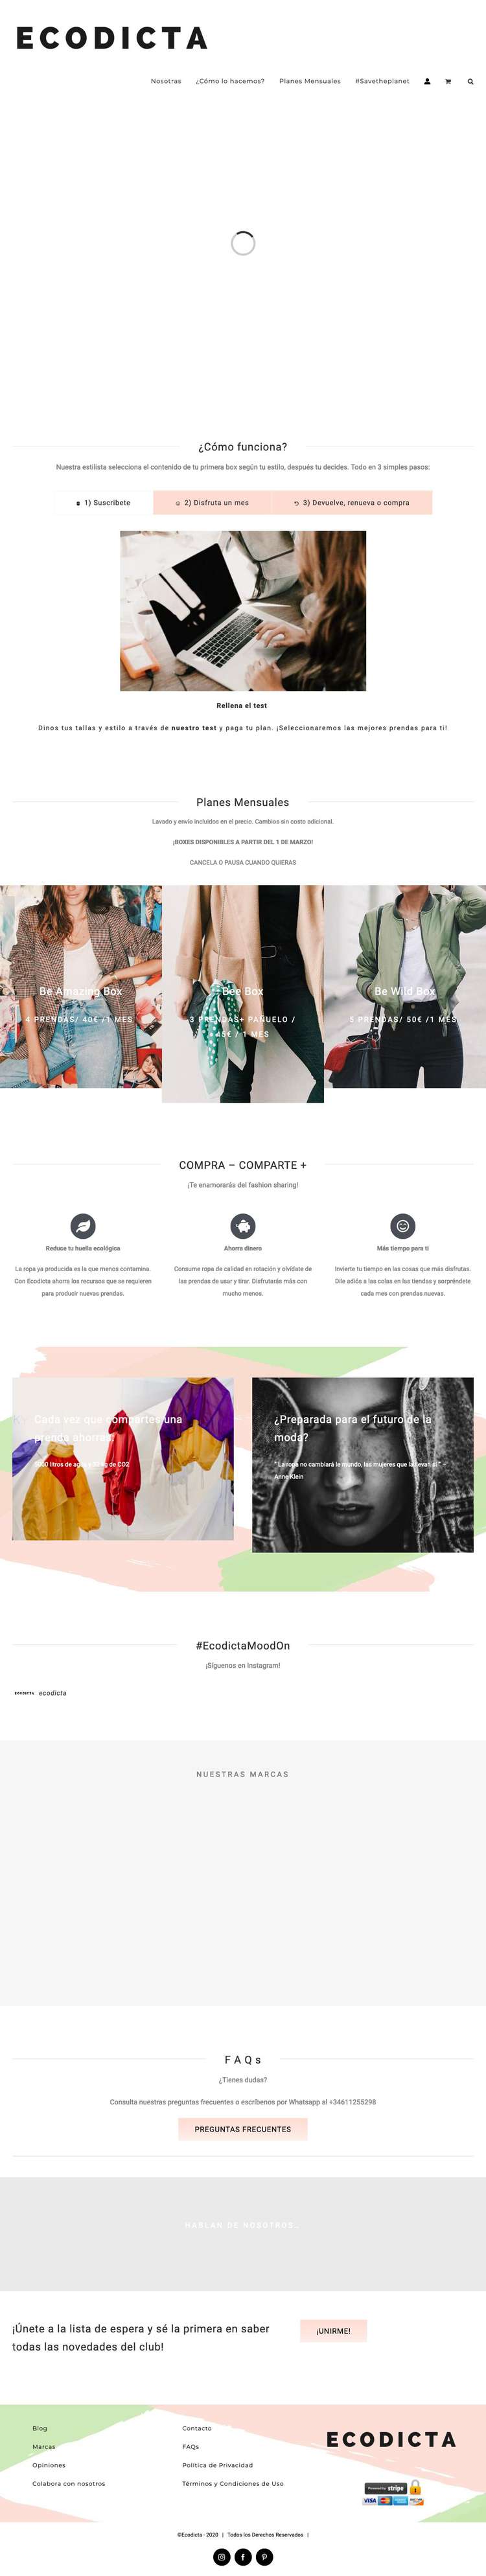 ECODICTA
Nosotras ¿Cómo lo hacemos? Planes Mensuales #Savetheplanet
¿Cómo funciona?
Nuestra estilista selecciona el contenido de tu primera box según tu estilo, después tu decides. Todo en 3 simples pasos:
1) Suscríbete 2) Disfruta un mes 3) Devuelve, renueva o compra
Rellena el test
Dinos tus tallas y estilo a través de nuestro test y paga tu plan. ¡Seleccionaremos las mejores prendas para ti!
Planes Mensuales
Lavado y envío incluidos en el precio. Cambios sin costo adicional.
¡BOXES DISPONIBLES A PARTIR DEL 1 DE MARZO!
CANCELA O PAUSA CUANDO QUIERAS
Be Amazing Box
4 PRENDAS/ 40€ /1 MES
Bee Box
3 PRENDAS+ PAÑUELO /
45€ / 1 MES
Be Wild Box
5 PRENDAS/ 50€ /1 MES
COMPRA – COMPARTE +
¡Te enamorarás del fashion sharing!
Reduce tu huella ecológica
La ropa ya producida es la que menos contamina.
Con Ecodicta ahorra los recursos que se requieren
para producir nuevas prendas.
Ahorra dinero
Consume ropa de calidad en rotación y olvídate de
las prendas de usar y tirar. Disfrutarás más con
mucho menos.
Más tiempo para ti
Invierte tu tiempo en las cosas que más disfrutas.
Dile adiós a las colas en las tiendas y sorpréndete
cada mes con prendas nuevas.
Cada vez que compartes una
prenda ahorras
litros de agua y kg de CO2
¿Preparada para el futuro de la
moda?
" La ropa no cambiará le mundo, las mujeres que la llevan sí." –
Anne Klein
#EcodictaMoodOn
¡Síguenos en instagram!
ECODICTA ecodicta
NUESTRAS MARCAS
FAQs
¿Tienes dudas?
Consulta nuestras preguntas frecuentes o escríbenos por Whatsapp al +34611255298
PREGUNTAS FRECUENTES
HABLAN DE NOSOTROS…
¡Únete a la lista de espera y sé la primera en saber
todas las novedades del club!
¡UNIRME!
Blog
Marcas
Opiniones
Colabora con nosotros
Contacto
FAQs
Política de Privacidad
Términos y Condiciones de Uso
ECODICTA
Powered by stripe
VISA
©Ecodicta - 2020 | Todos los Derechos Reservados |